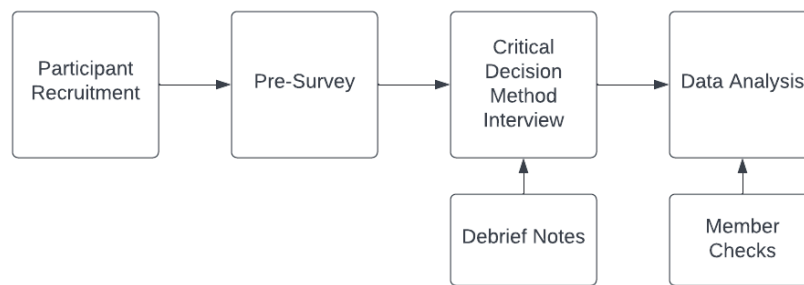 Participant
Recruitment
Pre-Survey
Critical
Decision
Method
Interview
Data Analysis
Debrief Notes
Member
Checks